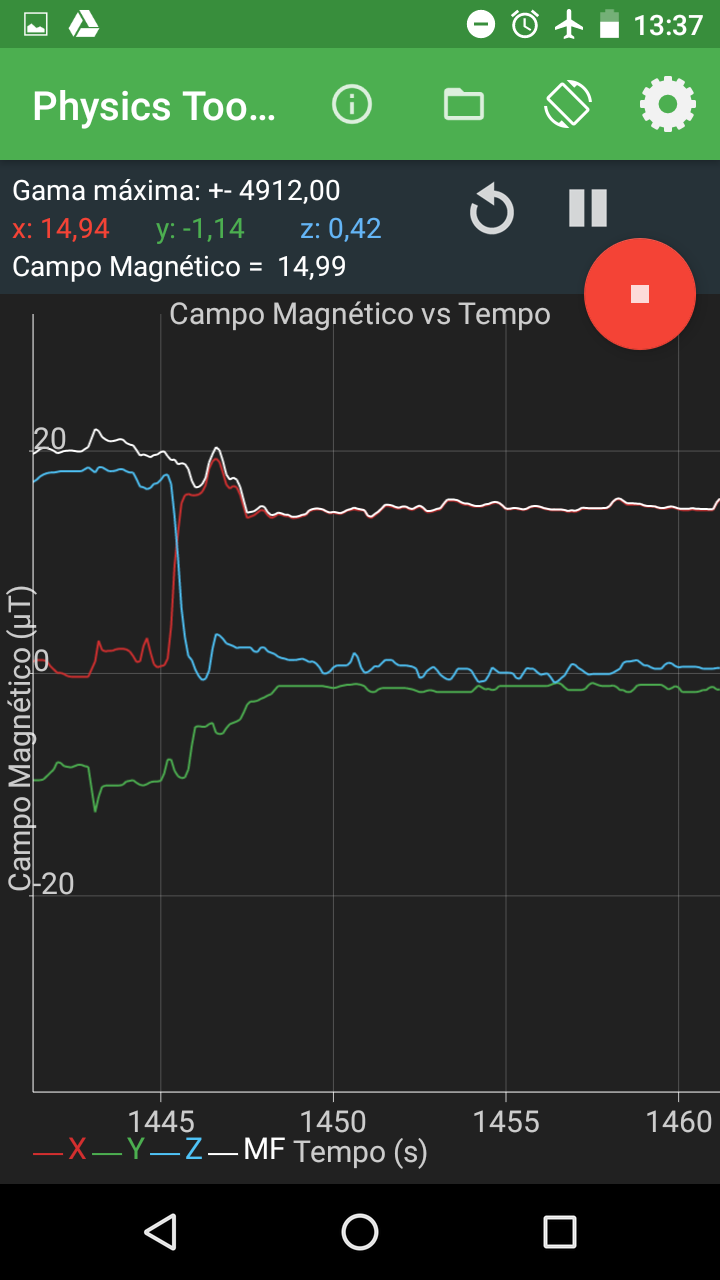 13:37
Physics Too...
Gama máxima: +- 4912,00
x: 14,94 y: -1,14 z: 0,42
Campo Magnético = 14,99
Campo Magnético vs Tempo
20
0
-20
Campo Magnético (µT)
1445 1450 1455 1460
X Y Z MF Tempo (s)